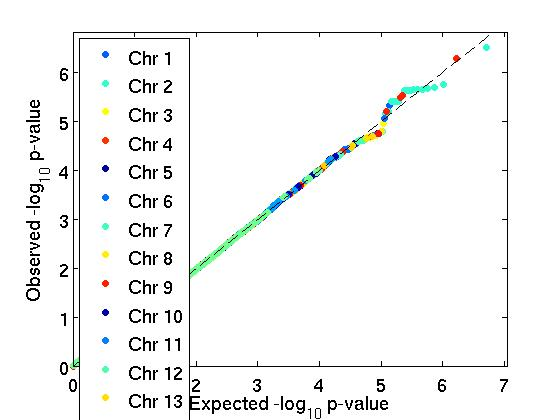 6
5
4
3
2
1
0
Observed -log10 p-value
Chr 1
Chr 2
Chr 3
Chr 4
Chr 5
Chr 6
Chr 7
Chr 8
Chr 9
Chr 10
Chr 11
Chr 12
Chr 13
0 2 3 4 5 6 7
Expected -log10 p-value